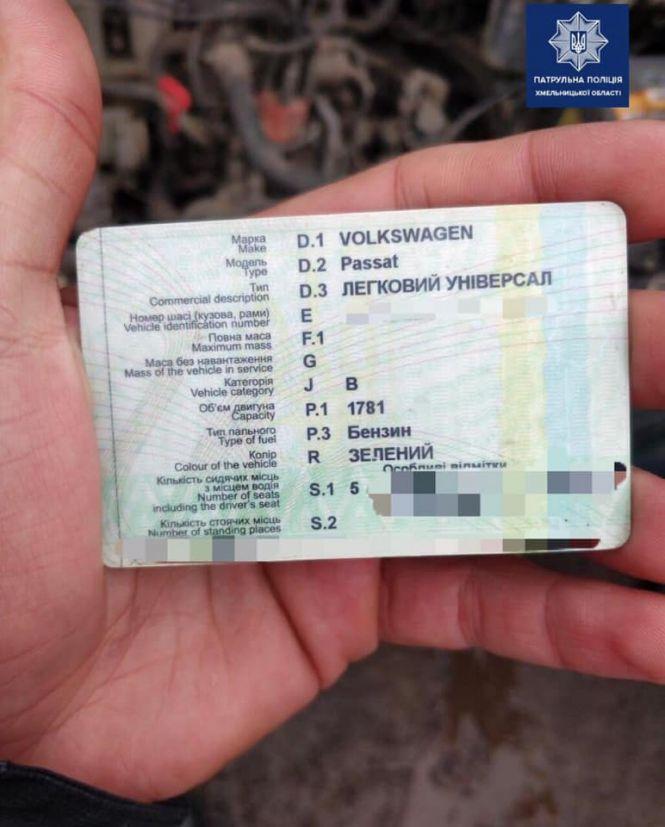 ПАТРУЛЬНА ПОЛІЦІЯ
ХМЕЛЬНИЦЬКОЇ ОБЛАСТІ
Марка D.1 VOLKSWAGEN
Make
Модель D.2 Passat
Type
Тип D.3 ЛЕГКОВИЙ УНІВЕРСАЛ
Commercial description
Номер шасі (кузова, рами) E
Vehicle identification number
Повна маса F.1
Maximum mass
Маса без навантаження G
Mass of the vehicle in service
Категорія J B
Vehicle category
Об'єм двигуна P.1 1781
Capacity
Тип пального P.3 Бензин
Type of fuel
Колір R ЗЕЛЕНИЙ
Colour of the vehicle
Особливі відмітки
Кількість сидячих місць
з місцем водія S.1 5
Number of seats
including the driver's seat
Кількість стоячих місць S.2
Number of standing places